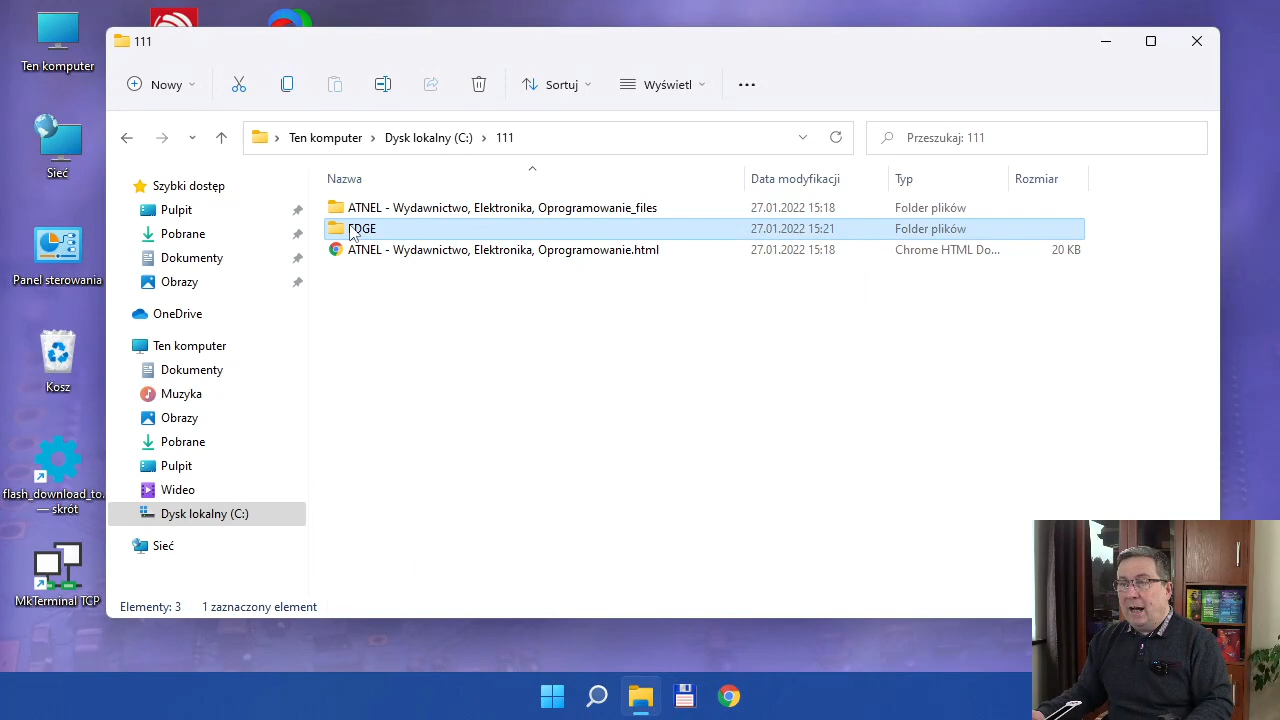 111
Nowy
Sortuj
Wyświetl
Ten komputer
Dysk lokalny (C:)
111
Przeszukaj: 111
Nazwa
Data modyfikacji
Typ
Rozmiar
ATNEL - Wydawnictwo, Elektronika, Oprogramowanie_files
27.01.2022 15:18
Folder plików
EDGE
27.01.2022 15:21
Folder plików
ATNEL - Wydawnictwo, Elektronika, Oprogramowanie.html
27.01.2022 15:18
Chrome HTML Do...
20 KB
Szybki dostęp
Pulpit
Pobrane
Dokumenty
Obrazy
OneDrive
Ten komputer
Dokumenty
Muzyka
Obrazy
Pobrane
Pulpit
Wideo
Dysk lokalny (C:)
Sieć
Elementy: 3
1 zaznaczony element
Ten komputer
Sieć
Panel sterowania
Kosz
flash_download_to...
— skrót
MkTerminal TCP